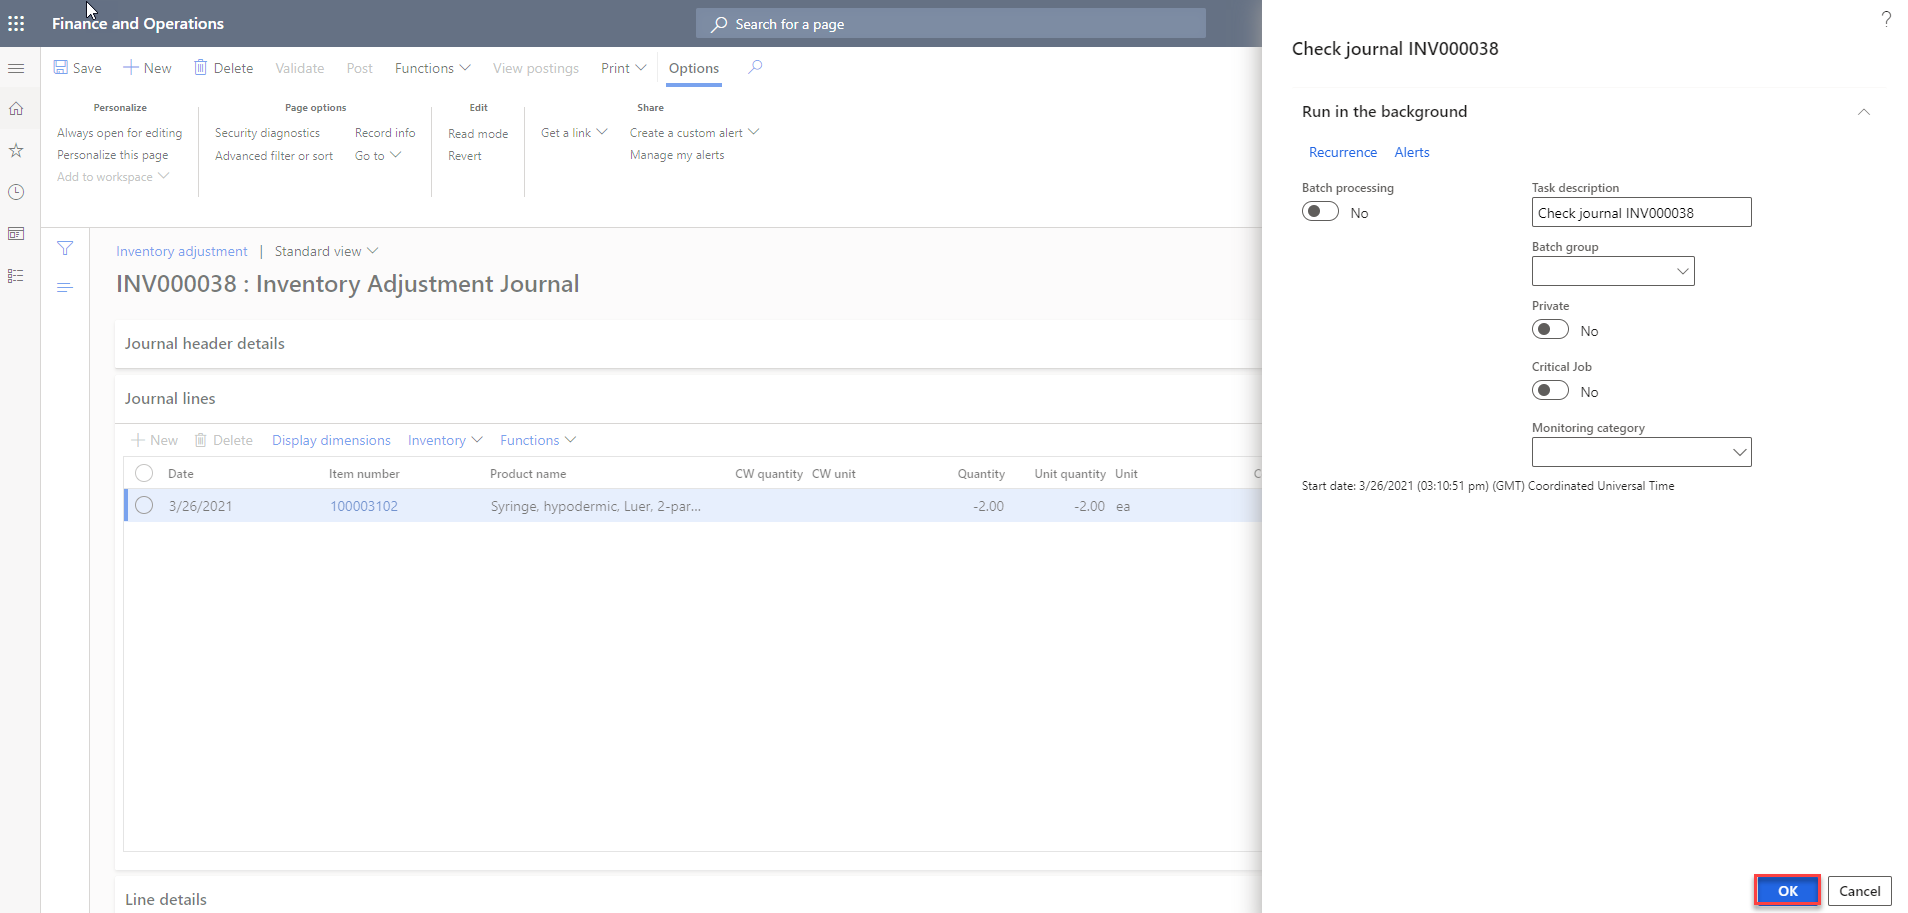 Finance and Operations
Search for a page
Save
New
Delete
Validate
Post
Functions
View postings
Print
Options
Personalize
Always open for editing
Personalize this page
Add to workspace
Page options
Security diagnostics
Advanced filter or sort
Record info
Go to
Edit
Read mode
Revert
Get a link
Share
Create a custom alert
Manage my alerts
Inventory adjustment | Standard view
INV000038 : Inventory Adjustment Journal
Journal header details
Journal lines
New Delete Display dimensions Inventory Functions
Date Item number Product name CW quantity CW unit Quantity Unit quantity Unit C
3/26/2021 100003102 Syringe, hypodermic, Luer, 2-par... -2.00 -2.00 ea
Line details
?
Check journal INV000038
Run in the background
Recurrence Alerts
Batch processing
No
Task description
Check journal INV000038
Batch group
Private
No
Critical Job
No
Monitoring category
Start date: 3/26/2021 (03:10:51 pm) (GMT) Coordinated Universal Time
OK Cancel